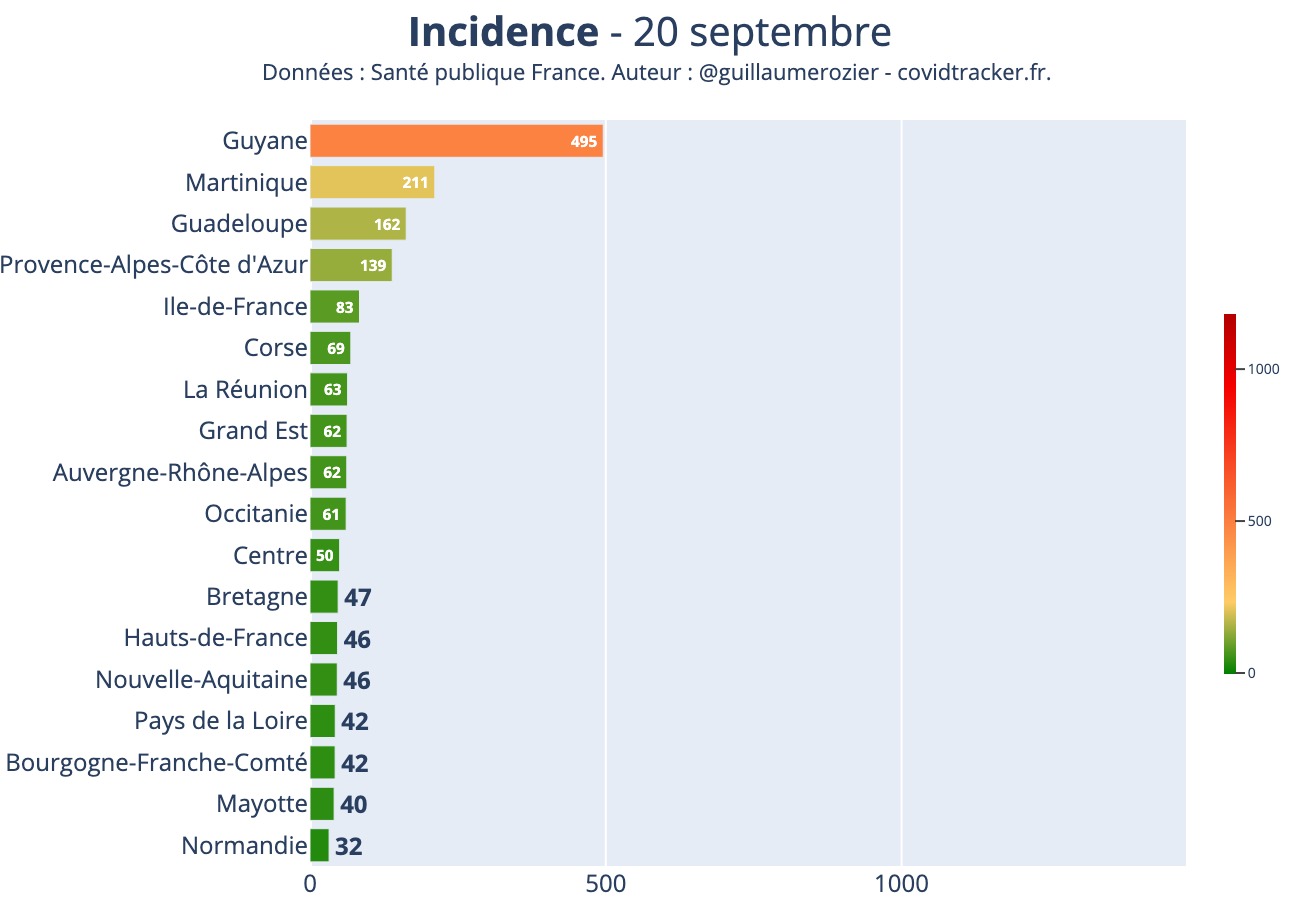 Incidence - 20 septembre
Données : Santé publique France. Auteur : @guillaumerozier - covidtracker.fr.
Guyane 495
Martinique 211
Guadeloupe 162
Provence-Alpes-Côte d'Azur 139
Ile-de-France 83
Corse 69
La Réunion 63
Grand Est 62
Auvergne-Rhône-Alpes 62
Occitanie 61
Centre 50
Bretagne 47
Hauts-de-France 46
Nouvelle-Aquitaine 46
Pays de la Loire 42
Bourgogne-Franche-Comté 42
Mayotte 40
Normandie 32
0 500 1000
1000
500
0